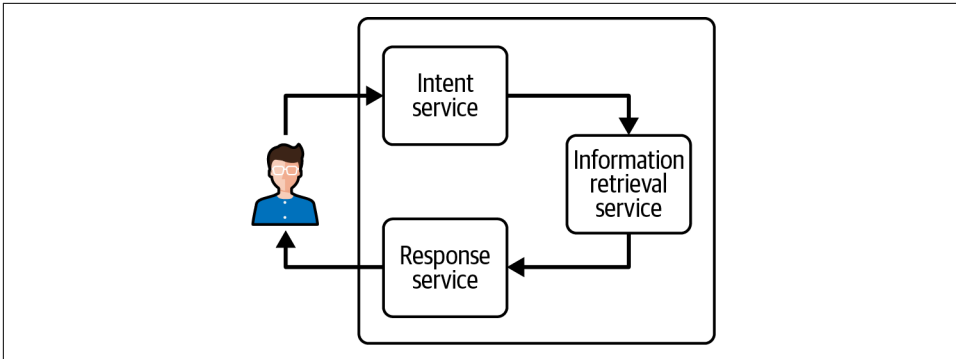 Intent
service
Information
retrieval
service
Response
service